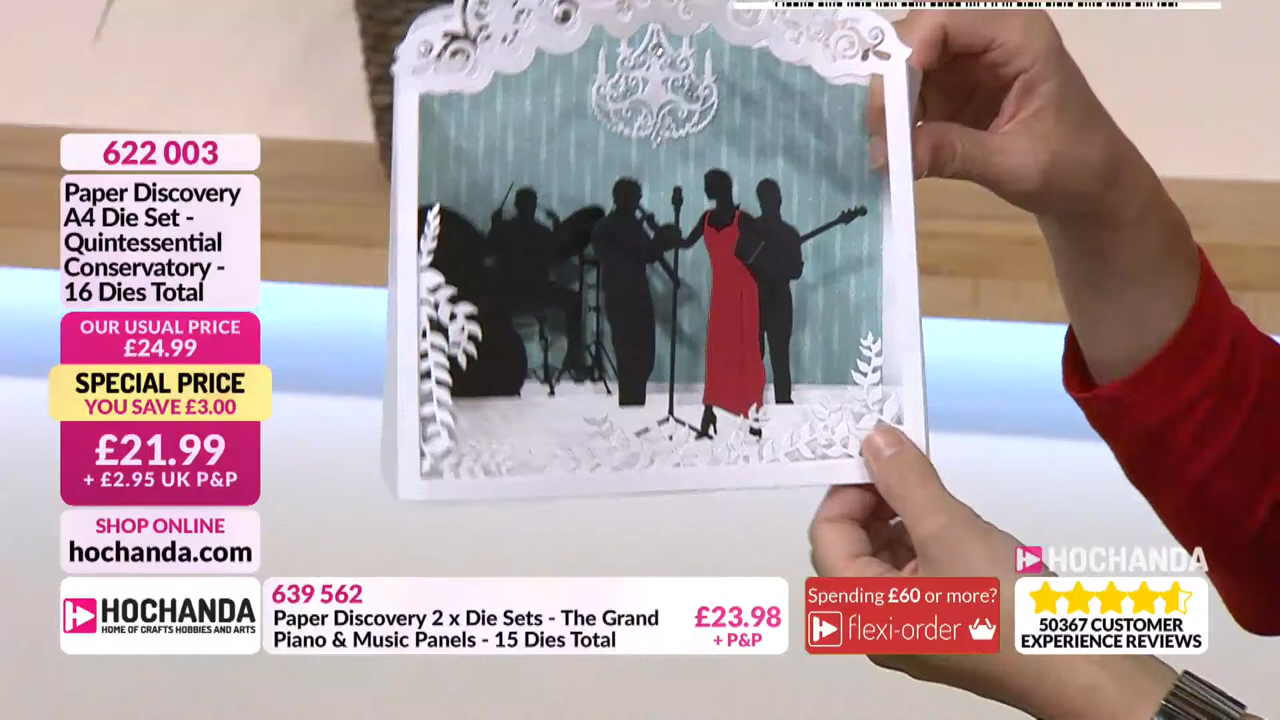 622 003
Paper Discovery
A4 Die Set -
Quintessential
Conservatory -
16 Dies Total
OUR USUAL PRICE
£24.99
SPECIAL PRICE
YOU SAVE £3.00
£21.99
+ £2.95 UK P&P
SHOP ONLINE
hochanda.com
HOCHANDA
HOME OF CRAFTS HOBBIES AND ARTS
639 562
Paper Discovery 2 x Die Sets - The Grand
Piano & Music Panels - 15 Dies Total
£23.98
+ P&P
Spending £60 or more?
flexi-order
HOCHANDA
50367 CUSTOMER
EXPERIENCE REVIEWS